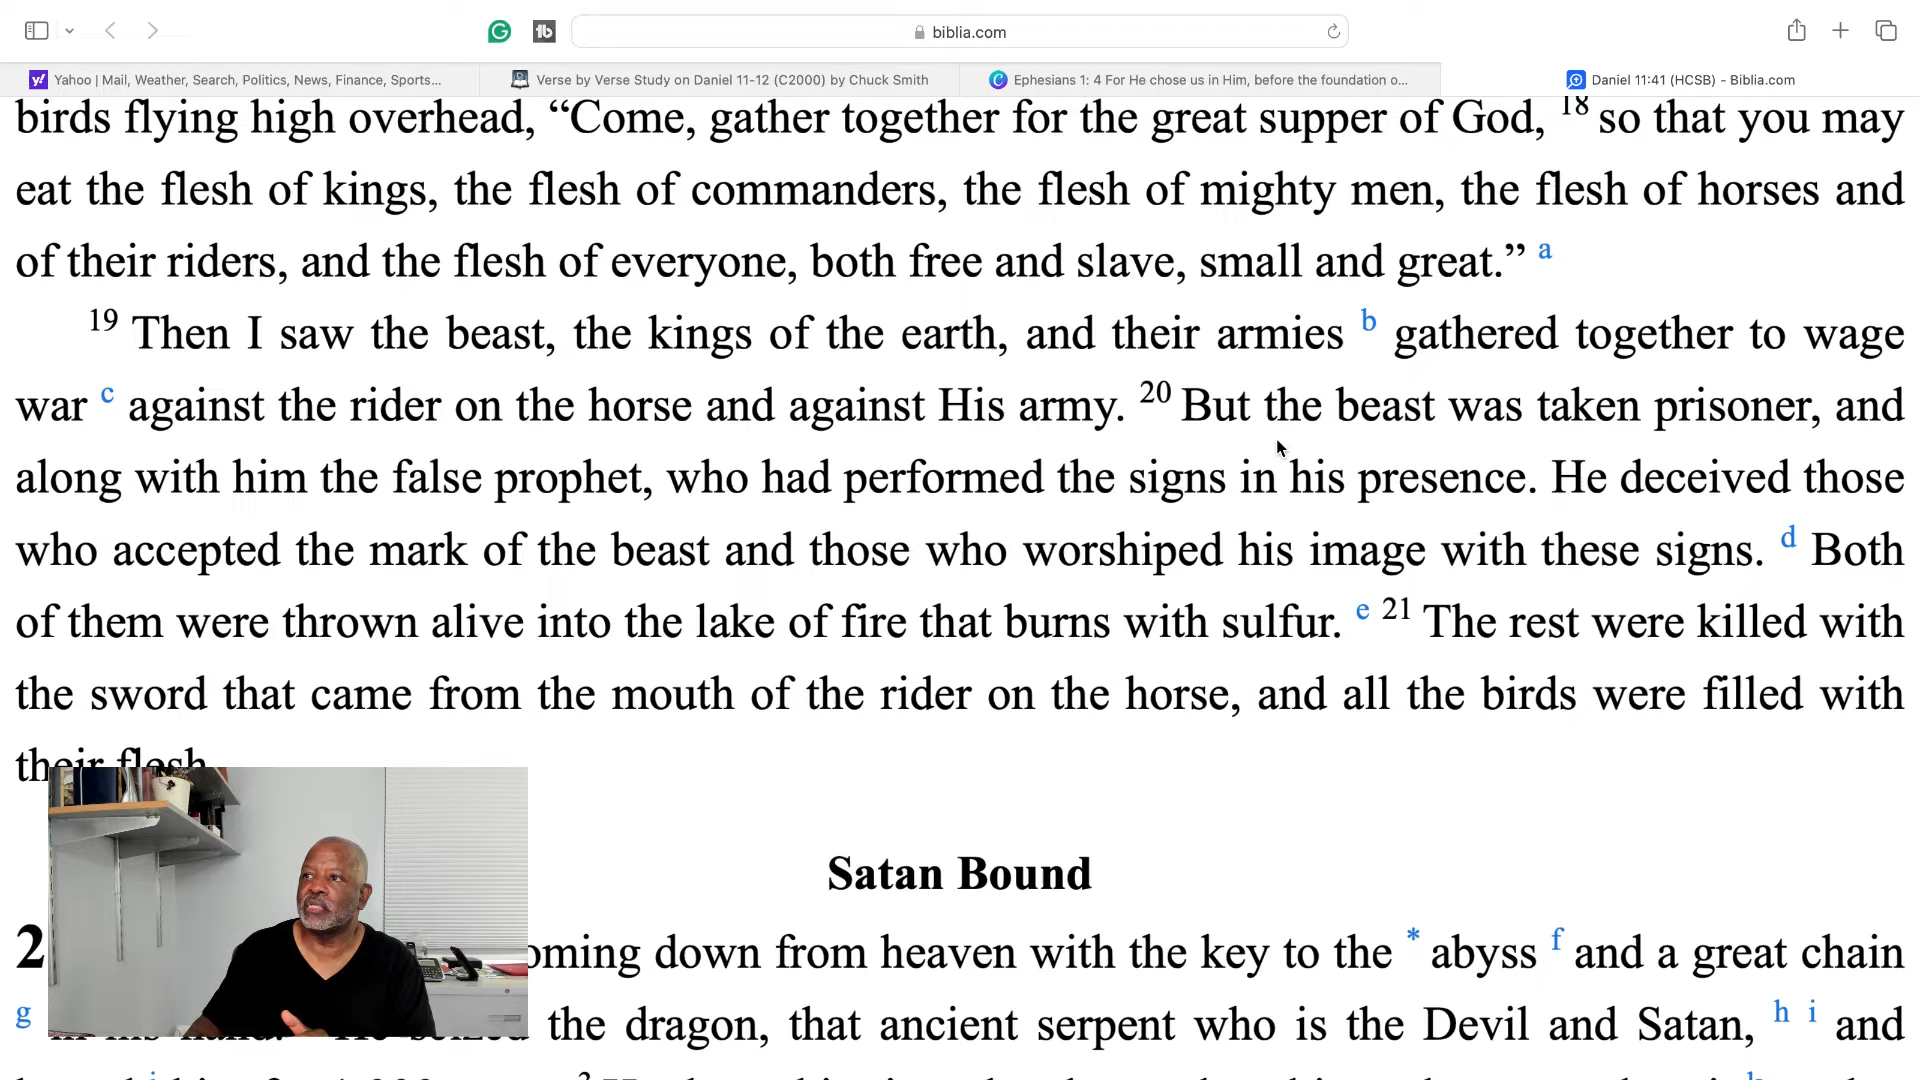 biblia.com
Yahoo | Mail, Weather, Search, Politics, News, Finance, Sports...
Verse by Verse Study on Daniel 11-12 (C2000) by Chuck Smith
Ephesians 1: 4 For He chose us in Him, before the foundation o...
Daniel 11:41 (HCSB) - Biblia.com
birds flying high overhead, “Come, gather together for the great supper of God, 18 so that you may
eat the flesh of kings, the flesh of commanders, the flesh of mighty men, the flesh of horses and
of their riders, and the flesh of everyone, both free and slave, small and great.” a
19 Then I saw the beast, the kings of the earth, and their armies b gathered together to wage
war c against the rider on the horse and against His army. 20 But the beast was taken prisoner, and
along with him the false prophet, who had performed the signs in his presence. He deceived those
who accepted the mark of the beast and those who worshiped his image with these signs. d Both
of them were thrown alive into the lake of fire that burns with sulfur. e 21 The rest were killed with
the sword that came from the mouth of the rider on the horse, and all the birds were filled with
their flesh
Satan Bound
2 oming down from heaven with the key to the * abyss f and a great chain
g the dragon, that ancient serpent who is the Devil and Satan, h i and